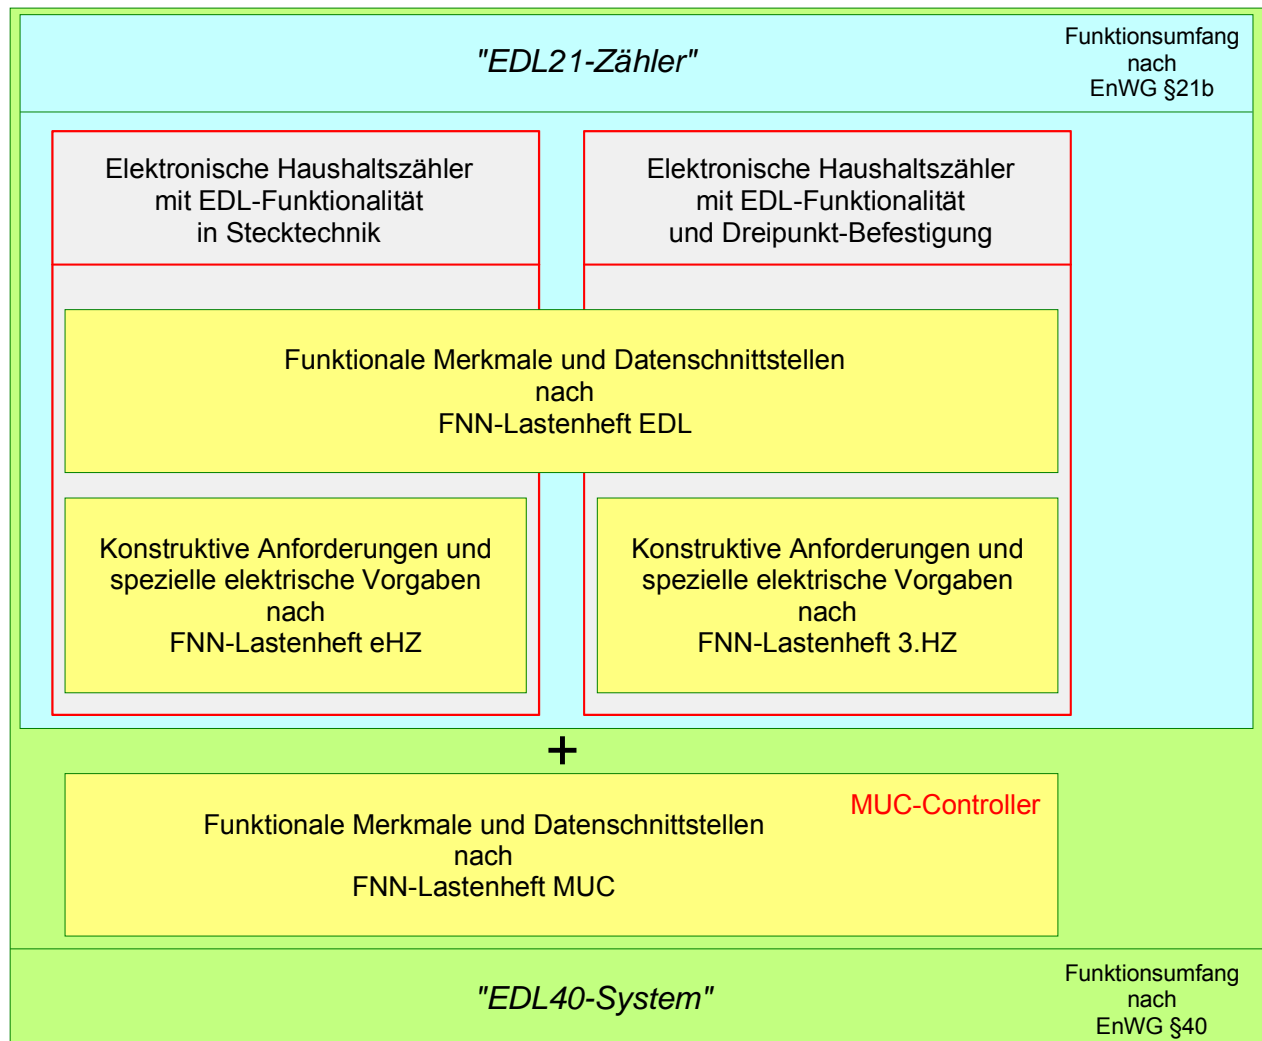 "EDL21-Zähler"
Funktionsumfang
nach
EnWG §21b
Elektronische Haushaltszähler
mit EDL-Funktionalität
in Stecktechnik
Elektronische Haushaltszähler
mit EDL-Funktionalität
und Dreipunkt-Befestigung
Funktionale Merkmale und Datenschnittstellen
nach
FNN-Lastenheft EDL
Konstruktive Anforderungen und
spezielle elektrische Vorgaben
nach
FNN-Lastenheft eHZ
Konstruktive Anforderungen und
spezielle elektrische Vorgaben
nach
FNN-Lastenheft 3.HZ
+
MUC-Controller
Funktionale Merkmale und Datenschnittstellen
nach
FNN-Lastenheft MUC
"EDL40-System"
Funktionsumfang
nach
EnWG §40